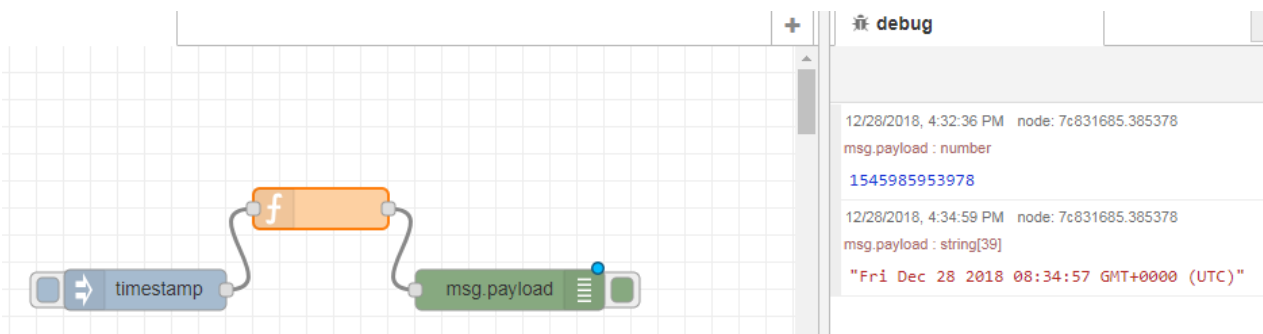 +
debug
12/28/2018, 4:32:36 PM node: 7c831685.385378
msg.payload : number
1545985953978
12/28/2018, 4:34:59 PM node: 7c831685.385378
msg.payload : string[39]
"Fri Dec 28 2018 08:34:57 GMT+0000 (UTC)"
f
timestamp
msg.payload